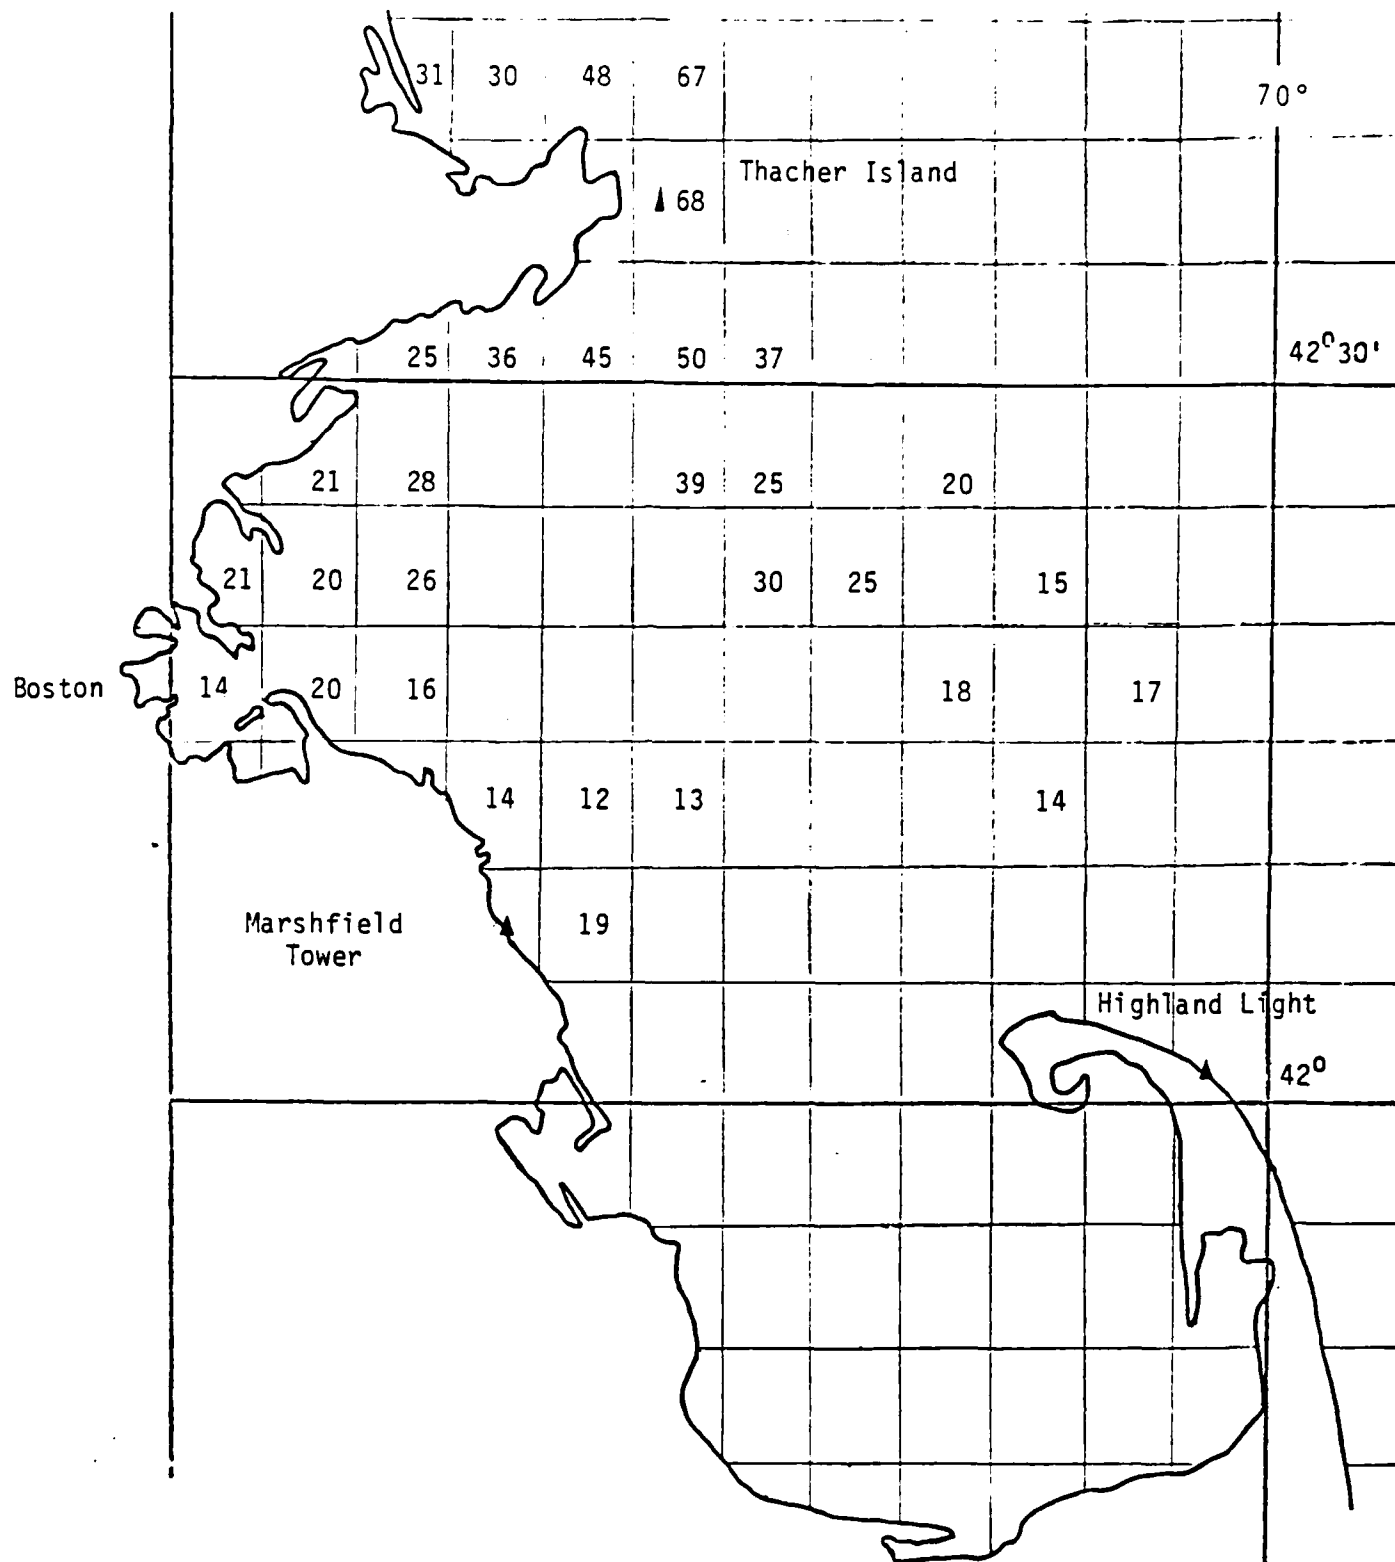 31 30 48 67
70°
Thacher Island
68
25 36 45 50 37
42° 30'
21 28 39 25 20
21 20 26 30 25 15
Boston 14 20 16 18 17
14 12 13 14
Marshfield
Tower
19
Highland Light
42°